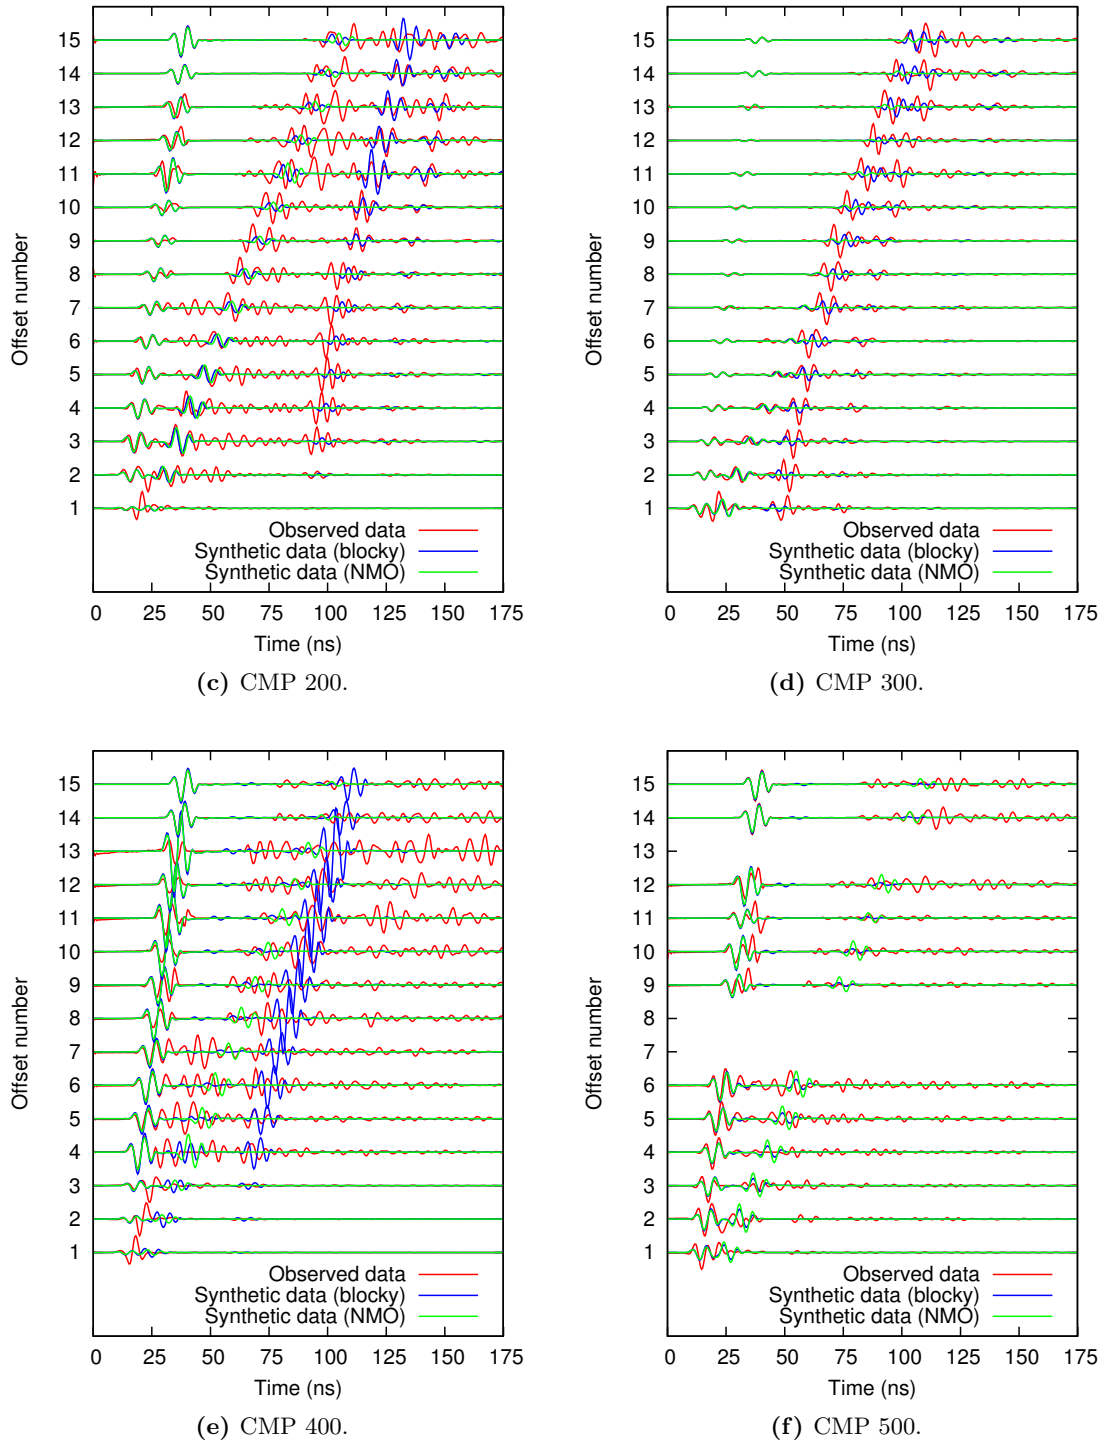 15
14
13
12
11
10
9
8
7
6
5
4
3
2
1
Offset number
Observed data
Synthetic data (blocky)
Synthetic data (NMO)
0 25 50 75 100 125 150 175
Time (ns)
(c) CMP 200.
15
14
13
12
11
10
9
8
7
6
5
4
3
2
1
Offset number
Observed data
Synthetic data (blocky)
Synthetic data (NMO)
0 25 50 75 100 125 150 175
Time (ns)
(d) CMP 300.
15
14
13
12
11
10
9
8
7
6
5
4
3
2
1
Offset number
Observed data
Synthetic data (blocky)
Synthetic data (NMO)
0 25 50 75 100 125 150 175
Time (ns)
(e) CMP 400.
15
14
13
12
11
10
9
8
7
6
5
4
3
2
1
Offset number
Observed data
Synthetic data (blocky)
Synthetic data (NMO)
0 25 50 75 100 125 150 175
Time (ns)
(f) CMP 500.